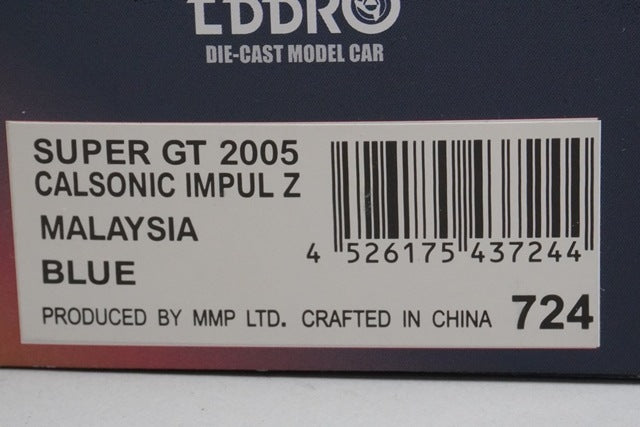 EBBRO
DIE-CAST MODEL CAR
SUPER GT 2005
CALSONIC IMPUL Z
MALAYSIA
BLUE
4 526175 437244
PRODUCED BY MMP LTD. CRAFTED IN CHINA 724